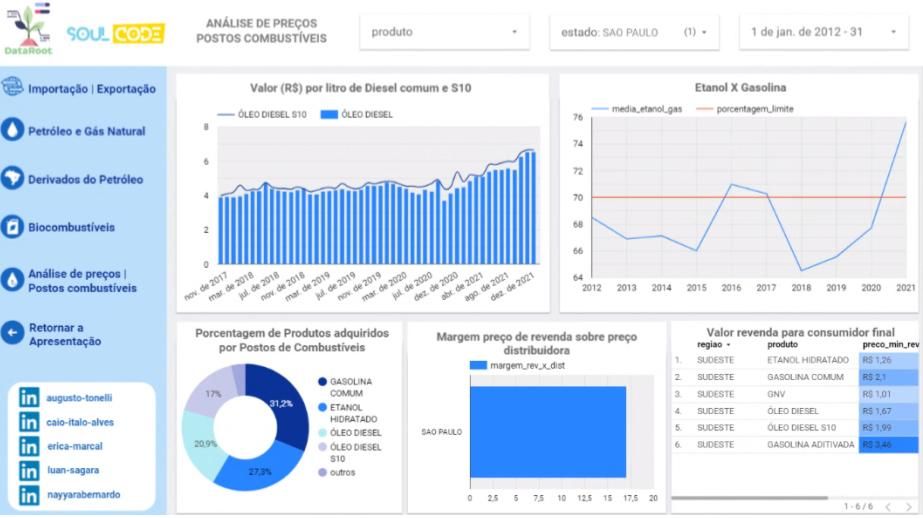 DataRoot
SOUL CODE
ANÁLISE DE PREÇOS
POSTOS COMBUSTÍVEIS
produto
estado: SAO PAULO (1)
1 de jan. de 2012 - 31
Importação | Exportação
Petróleo e Gás Natural
Derivados do Petróleo
Biocombustíveis
Análise de preços |
Postos combustíveis
Retornar a
Apresentação
augusto-tonelli
caio-italo-alves
erica-marcal
luan-sagara
nayyarabernardo
Valor (R$) por litro de Diesel comum e S10
ÓLEO DIESEL S10 ÓLEO DIESEL
8
6
4
2
0
nov. de 2017
mar. de 2018
jul. de 2018
nov. de 2018
mar. de 2019
jul. de 2019
nov. de 2019
mar. de 2020
jul. de 2020
dez. de 2020
abr. de 2021
ago. de 2021
dez. de 2021
Etanol X Gasolina
media_etanol_gas porcentagem_limite
76
74
72
70
68
66
64
2012 2013 2014 2015 2016 2017 2018 2019 2020 2021
Porcentagem de Produtos adquiridos
por Postos de Combustíveis
31,2%
27,3%
20,9%
17%
GASOLINA
COMUM
ETANOL
HIDRATADO
ÓLEO DIESEL
ÓLEO DIESEL
S10
outros
Margem preço de revenda sobre preço
distribuidora
margem_rev_x_dist
SAO PAULO
0 2,5 5 7,5 10 12,5 15 17,5 20
Valor revenda para consumidor final
regiao produto preco_min_rev
1. SUDESTE ETANOL HIDRATADO R$ 1,26
2. SUDESTE GASOLINA COMUM R$ 2,1
3. SUDESTE GNV R$ 1,01
4. SUDESTE ÓLEO DIESEL R$ 1,67
5. SUDESTE ÓLEO DIESEL S10 R$ 1,99
6. SUDESTE GASOLINA ADITIVADA R$ 3,46
1 - 6 / 6